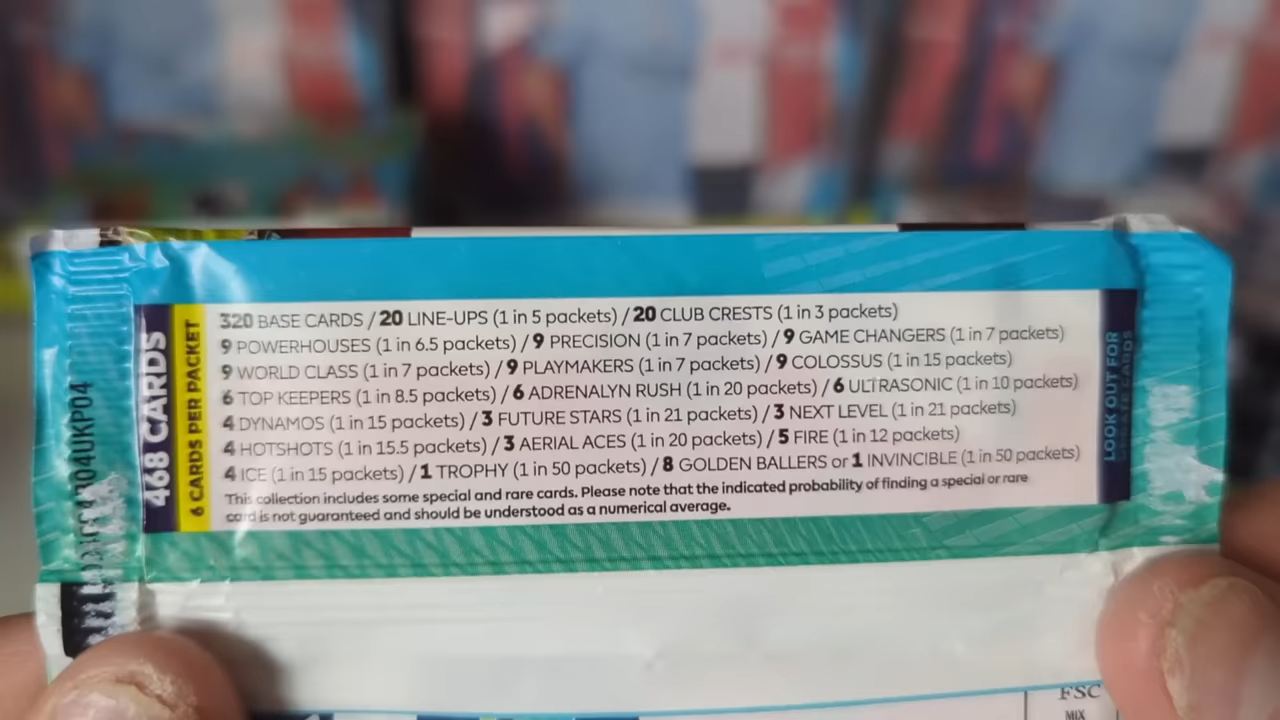 320 BASE CARDS / 20 LINE-UPS (1 in 5 packets) / 20 CLUB CRESTS (1 in 3 packets)
9 POWERHOUSES (1 in 6.5 packets) / 9 PRECISION (1 in 7 packets) / 9 GAME CHANGERS (1 in 7 packets)
9 WORLD CLASS (1 in 7 packets) / 9 PLAYMAKERS (1 in 7 packets) / 9 COLOSSUS (1 in 15 packets)
6 TOP KEEPERS (1 in 8.5 packets) / 6 ADRENALYN RUSH (1 in 20 packets) / 6 ULTRASONIC (1 in 10 packets)
4 DYNAMOS (1 in 15 packets) / 3 FUTURE STARS (1 in 21 packets) / 3 NEXT LEVEL (1 in 21 packets)
4 HOTSHOTS (1 in 15.5 packets) / 3 AERIAL ACES (1 in 20 packets) / 5 FIRE (1 in 12 packets)
4 ICE (1 in 15 packets) / 1 TROPHY (1 in 50 packets) / 8 GOLDEN BALLERS or 1 INVINCIBLE (1 in 50 packets)
This collection includes some special and rare cards. Please note that the indicated probability of finding a special or rare
card is not guaranteed and should be understood as a numerical average.
468 CARDS
6 CARDS PER PACKET
LOOK OUT FOR
CARDS
FSC
MIX